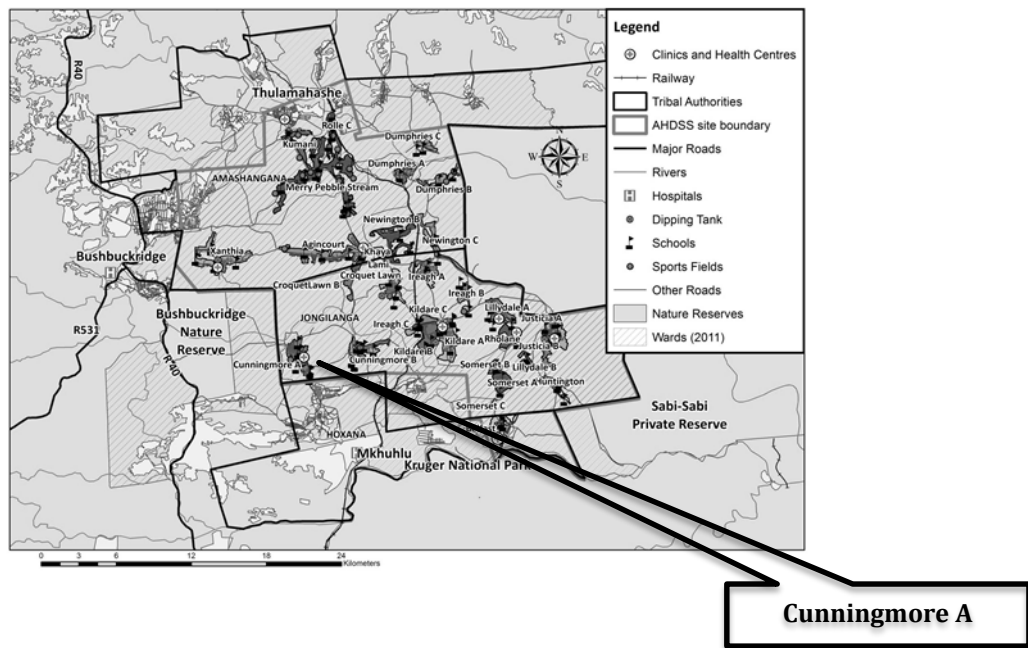 Legend
Clinics and Health Centres
Railway
Tribal Authorities
AHDSS site boundary
Major Roads
Rivers
H
Hospitals
Dipping Tank
Schools
Sports Fields
Other Roads
Nature Reserves
Wards (2011)
R40
Thulamahashe
Rolle C
Kumani
Dumphries C
N
W
E
S
Dumphries A
AMASHANGANA
Merry Pebble Stream
Dumphries B
Newington B
Newington C
Xanthia
Agincourt
Khaya
Lami
Bushbuckridge
H
Croquet Lawn
Ireagh A
CroquetLawn B
Ireagh B
Bushbuckridge
Nature
Reserve
JONGILANGA
Kildare C
Lillydale A
Justicia A
Ireagh C
Rholane
R531
Kildare A
Justicia B
Kildare B
R40
Cunningmore A
Cunningmore B
Somerset B
Lillydale B
Somerset A
Huntington
Somerset C
Sabi-Sabi
Private Reserve
HOXANA
Mkhuhlu
Kruger National Park
0 3 6 12 18 24
Kilometers
Cunningmore A